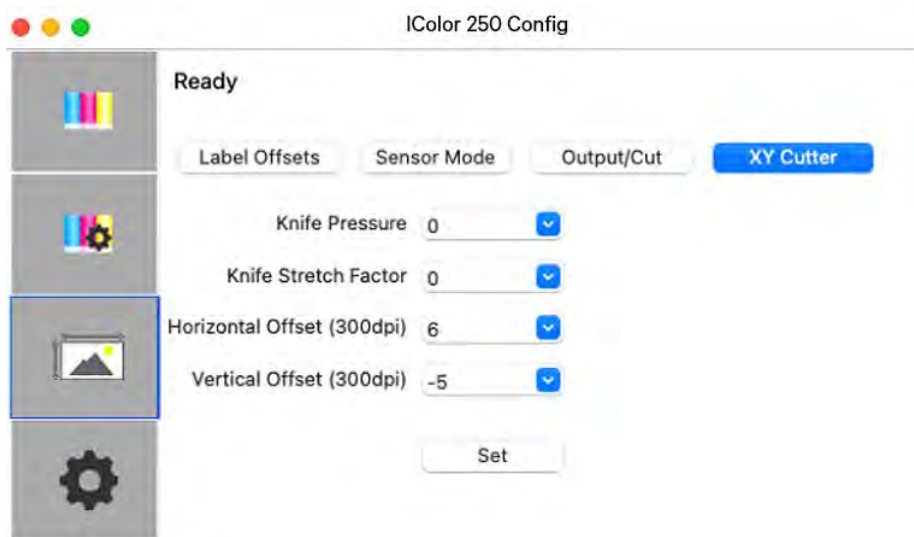 IColor 250 Config
Ready
Label Offsets Sensor Mode Output/Cut XY Cutter
Knife Pressure 0
Knife Stretch Factor 0
Horizontal Offset (300dpi) 6
Vertical Offset (300dpi) -5
Set